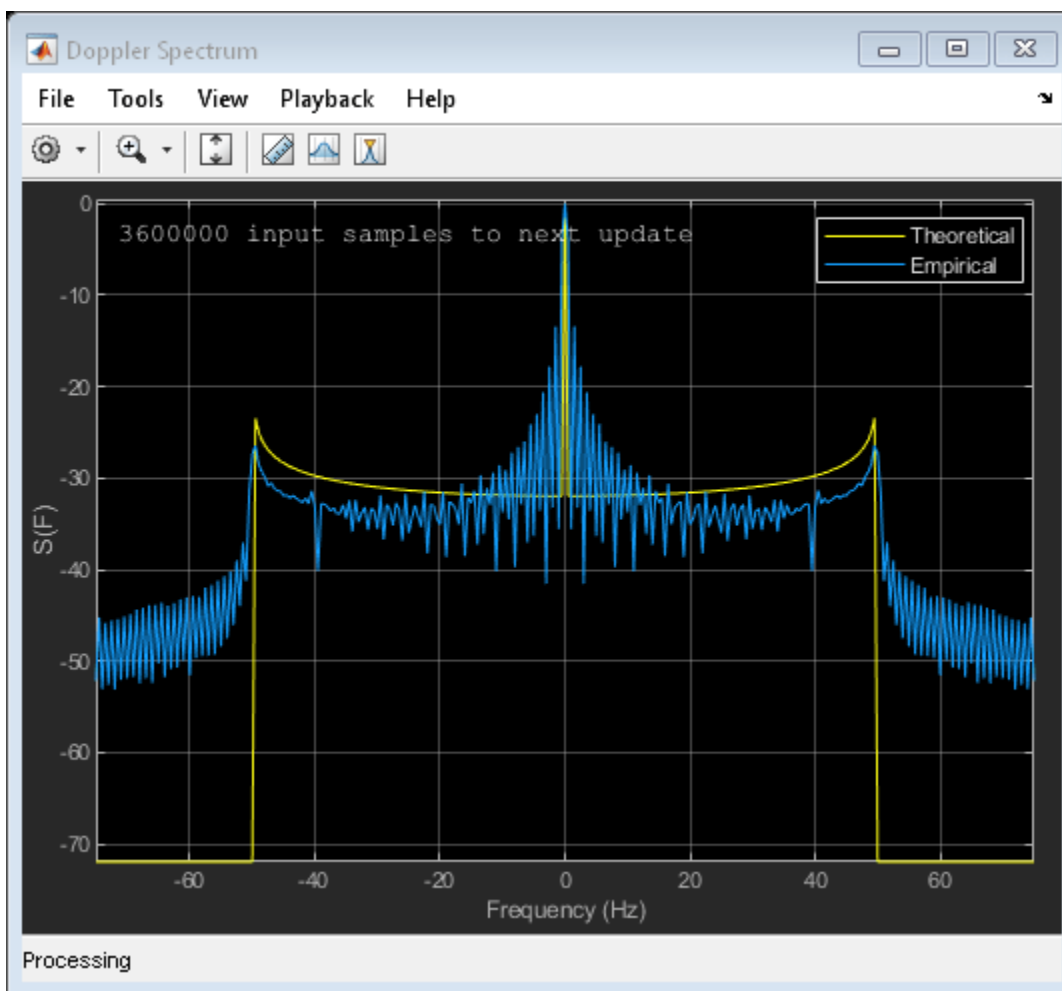 Doppler Spectrum
File Tools View Playback Help
3600000 input samples to next update
Theoretical
Empirical
0
-10
-20
-30
-40
-50
-60
-70
S(F)
-60 -40 -20 0 20 40 60
Frequency (Hz)
Processing